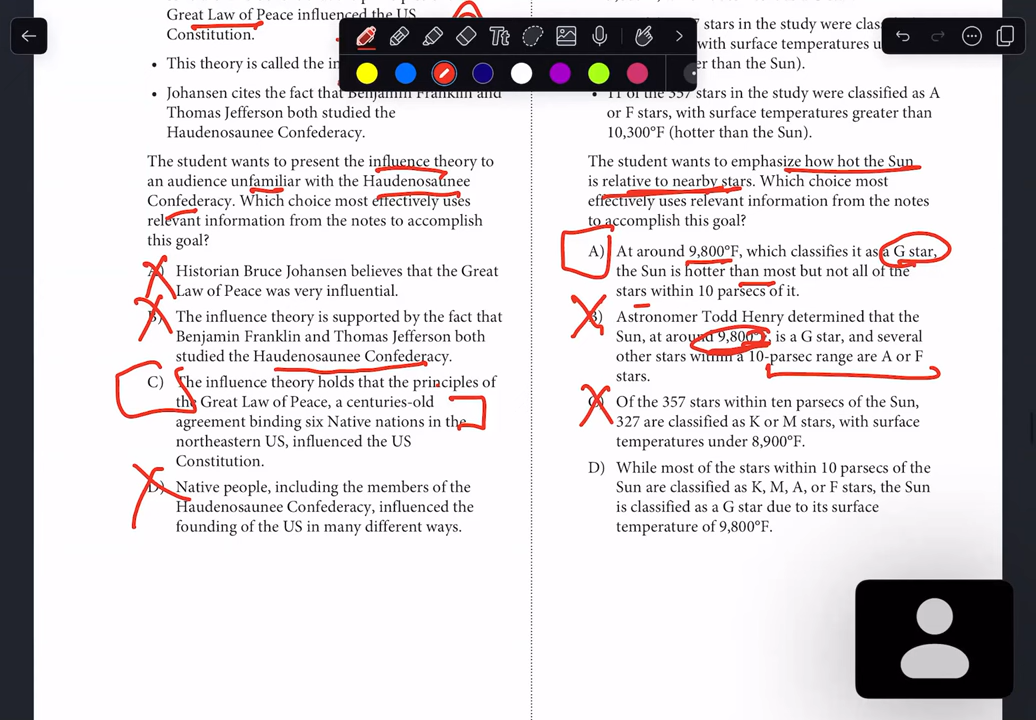 Great Law of Peace influenced the US
Constitution.
• This theory is called the in
• Johansen cites the fact that Benjamin Franklin and
Thomas Jefferson both studied the
Haudenosaunee Confederacy.
The student wants to present the influence theory to
an audience unfamiliar with the Haudenosaunee
Confederacy. Which choice most effectively uses
relevant information from the notes to accomplish
this goal?
A) Historian Bruce Johansen believes that the Great
Law of Peace was very influential.
B) The influence theory is supported by the fact that
Benjamin Franklin and Thomas Jefferson both
studied the Haudenosaunee Confederacy.
C) The influence theory holds that the principles of
the Great Law of Peace, a centuries-old
agreement binding six Native nations in the
northeastern US, influenced the US
Constitution.
D) Native people, including the members of the
Haudenosaunee Confederacy, influenced the
founding of the US in many different ways.
7 stars in the study were clas
with surface temperatures u
er than the Sun).
• 11 of the 357 stars in the study were classified as A
or F stars, with surface temperatures greater than
10,300°F (hotter than the Sun).
The student wants to emphasize how hot the Sun
is relative to nearby stars. Which choice most
effectively uses relevant information from the notes
to accomplish this goal?
A) At around 9,800°F, which classifies it as a G star,
the Sun is hotter than most but not all of the
stars within 10 parsecs of it.
B) Astronomer Todd Henry determined that the
Sun, at around 9,800°F, is a G star, and several
other stars within a 10-parsec range are A or F
stars.
C) Of the 357 stars within ten parsecs of the Sun,
327 are classified as K or M stars, with surface
temperatures under 8,900°F.
D) While most of the stars within 10 parsecs of the
Sun are classified as K, M, A, or F stars, the Sun
is classified as a G star due to its surface
temperature of 9,800°F.
Tt